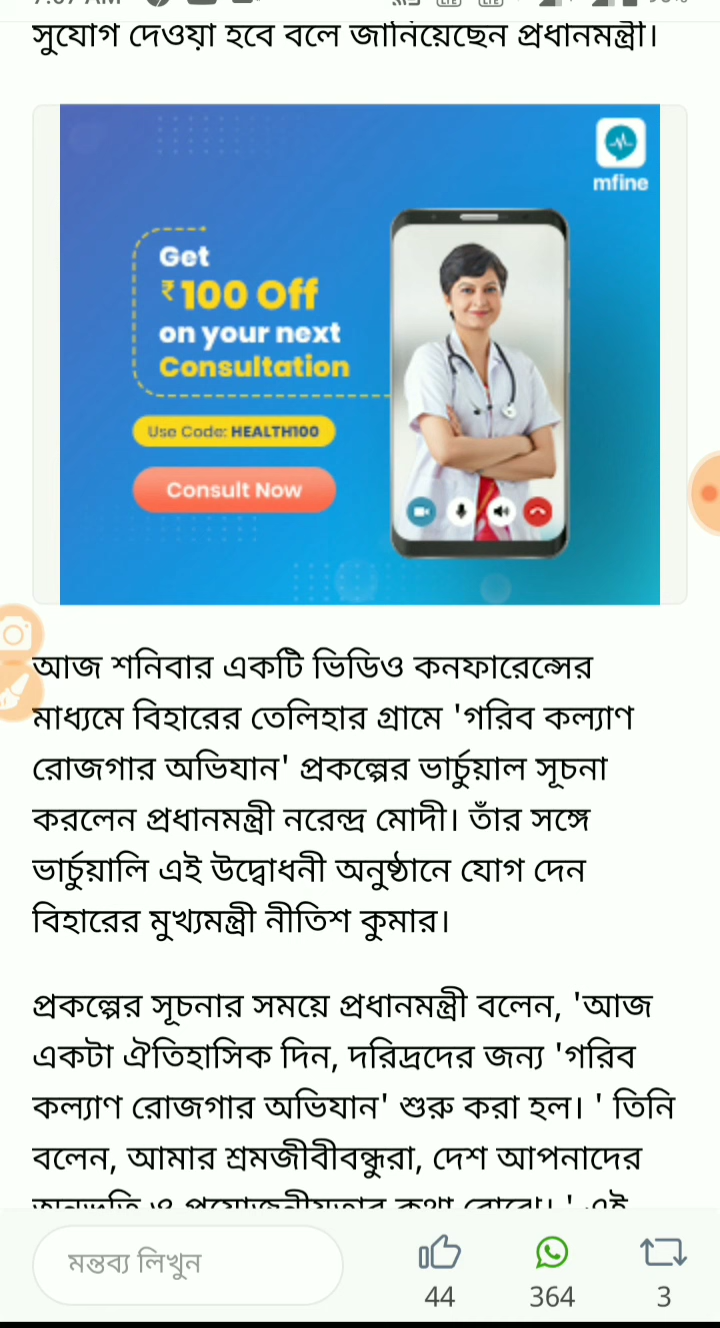 সুযোগ দেওয়া হবে বলে জানিয়েছেন প্রধানমন্ত্রী।
mfine
Get
₹100 Off
on your next
Consultation
Use Code: HEALTH100
Consult Now
আজ শনিবার একটি ভিডিও কনফারেন্সের
মাধ্যমে বিহারের তেলিহার গ্রামে 'গরিব কল্যাণ
রোজগার অভিযান' প্রকল্পের ভার্চুয়াল সূচনা
করলেন প্রধানমন্ত্রী নরেন্দ্র মোদী। তাঁর সঙ্গে
ভার্চুয়ালি এই উদ্বোধনী অনুষ্ঠানে যোগ দেন
বিহারের মুখ্যমন্ত্রী নীতিশ কুমার।
প্রকল্পের সূচনার সময়ে প্রধানমন্ত্রী বলেন, 'আজ
একটা ঐতিহাসিক দিন, দরিদ্রদের জন্য 'গরিব
কল্যাণ রোজগার অভিযান' শুরু করা হল। ' তিনি
বলেন, আমার শ্রমজীবীবন্ধুরা, দেশ আপনাদের
মন্তব্য লিখুন
44
364
3